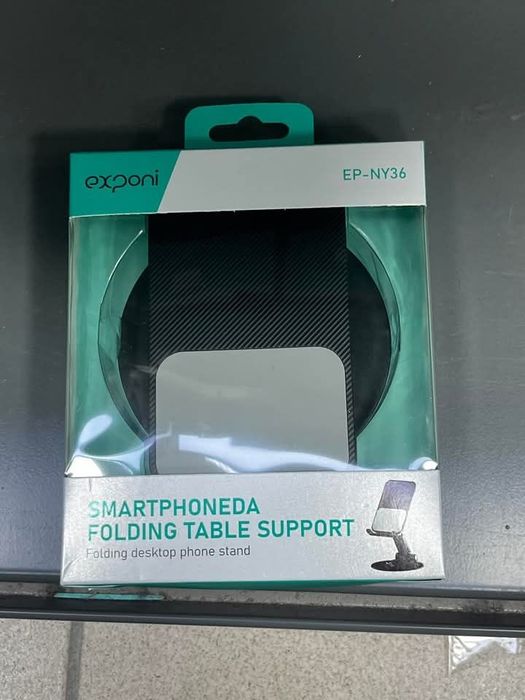 exponi
EP-NY36
SMARTPHONEDA
FOLDING TABLE SUPPORT
Folding desktop phone stand